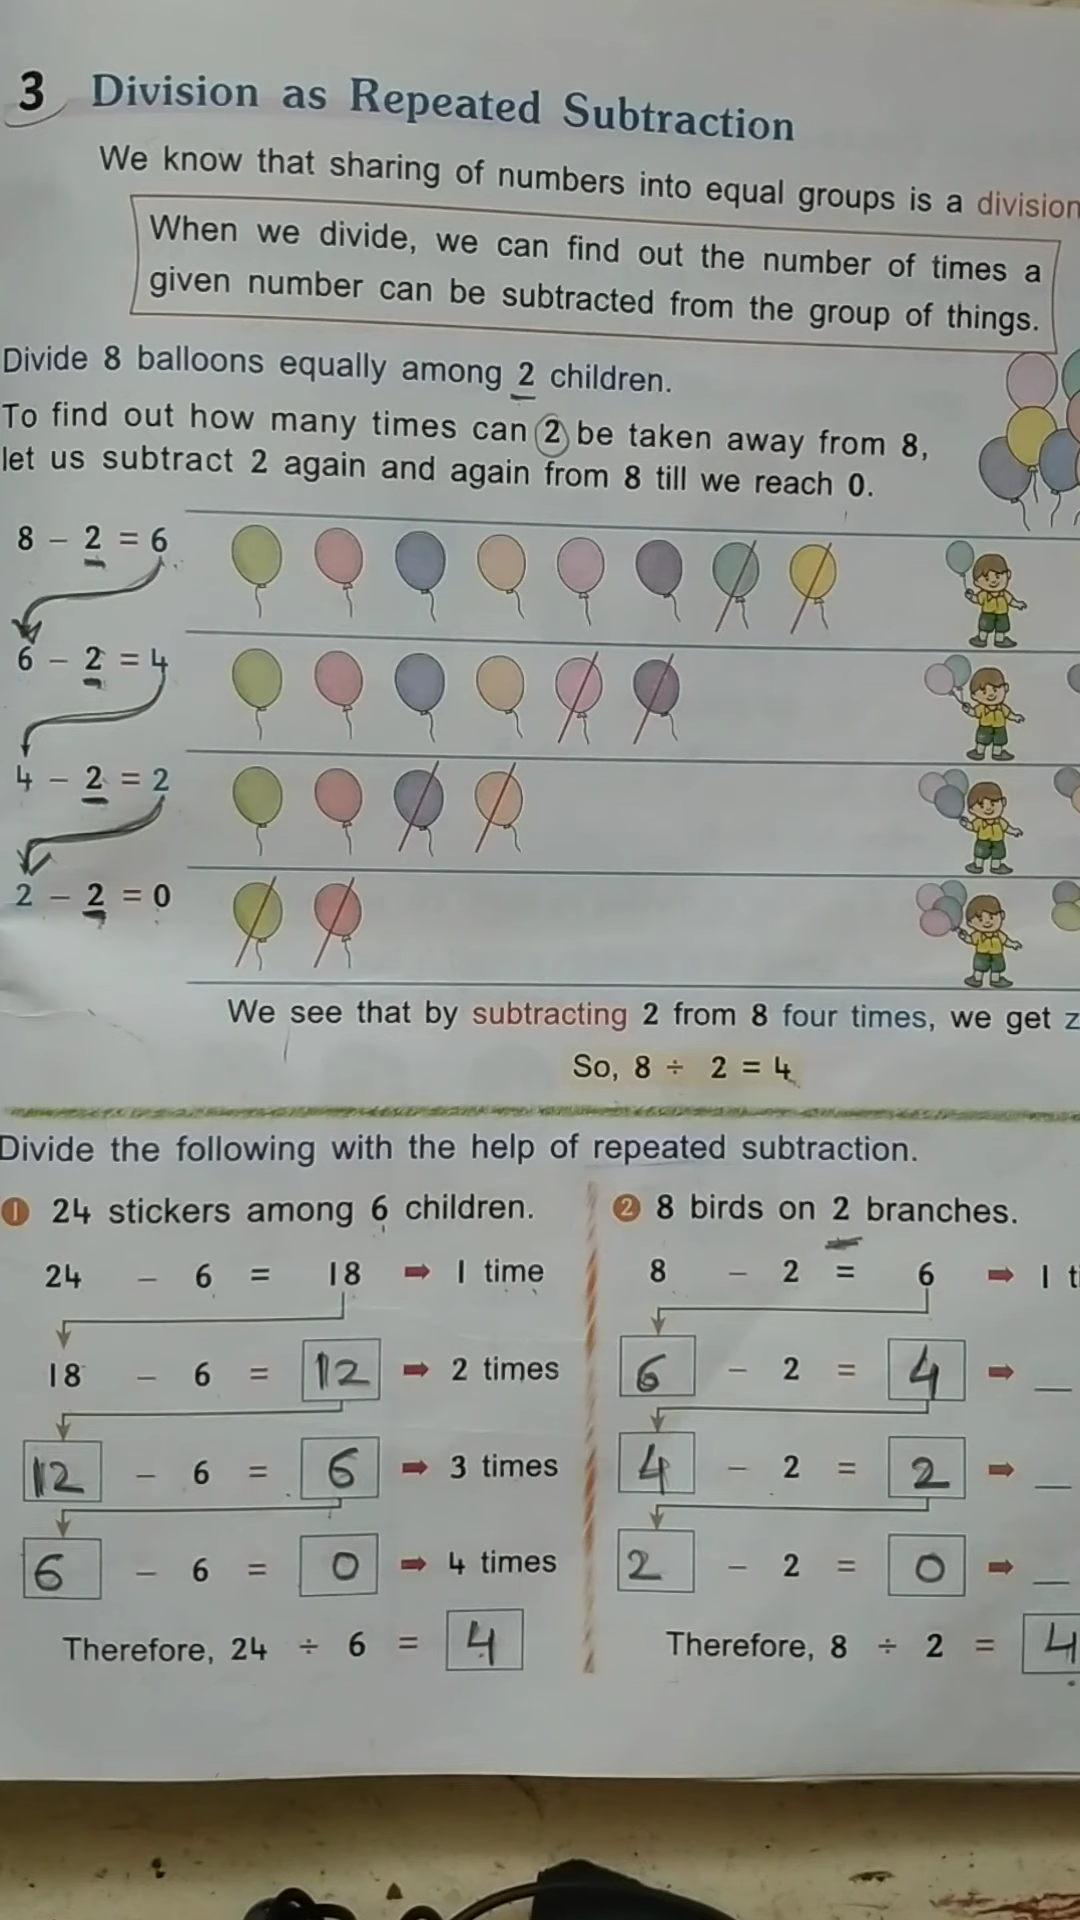 3 Division as Repeated Subtraction
We know that sharing of numbers into equal groups is a division
When we divide, we can find out the number of times a
given number can be subtracted from the group of things.
Divide 8 balloons equally among 2 children.
To find out how many times can 2 be taken away from 8,
let us subtract 2 again and again from 8 till we reach 0.
8 – 2 = 6
6 – 2 = 4
4 – 2 = 2
2 – 2 = 0
We see that by subtracting 2 from 8 four times, we get
So, 8 ÷ 2 = 4
Divide the following with the help of repeated subtraction.
1 24 stickers among 6 children.
24 – 6 = 18 ➡ 1 time
18 – 6 = 12 ➡ 2 times
12 – 6 = 6 ➡ 3 times
6 – 6 = 0 ➡ 4 times
Therefore, 24 ÷ 6 = 4
2 8 birds on 2 branches.
8 – 2 = 6 ➡ 1
6 – 2 = 4 ➡ __
4 – 2 = 2 ➡ __
2 – 2 = 0 ➡ __
Therefore, 8 ÷ 2 = 4